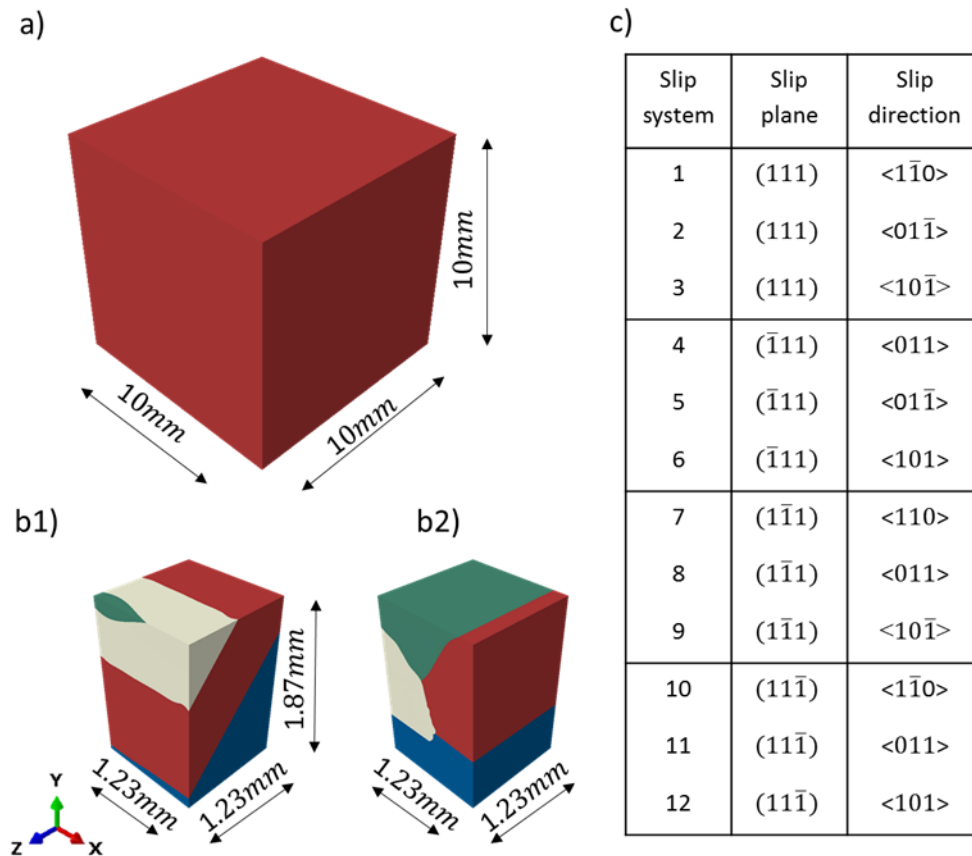 a)
10mm
10mm
10mm
b1)
b2)
1.87mm
1.23mm
1.23mm
1.23mm
1.23mm
Y
Z
X
c)
Slip system Slip plane Slip direction
1 (111) <11̅0>
2 (111) <011̅>
3 (111) <101̅>
4 (1̅11) <011>
5 (1̅11) <011̅>
6 (1̅11) <101>
7 (11̅1) <110>
8 (11̅1) <011>
9 (11̅1) <101̅>
10 (111̅) <11̅0>
11 (111̅) <011>
12 (111̅) <101>